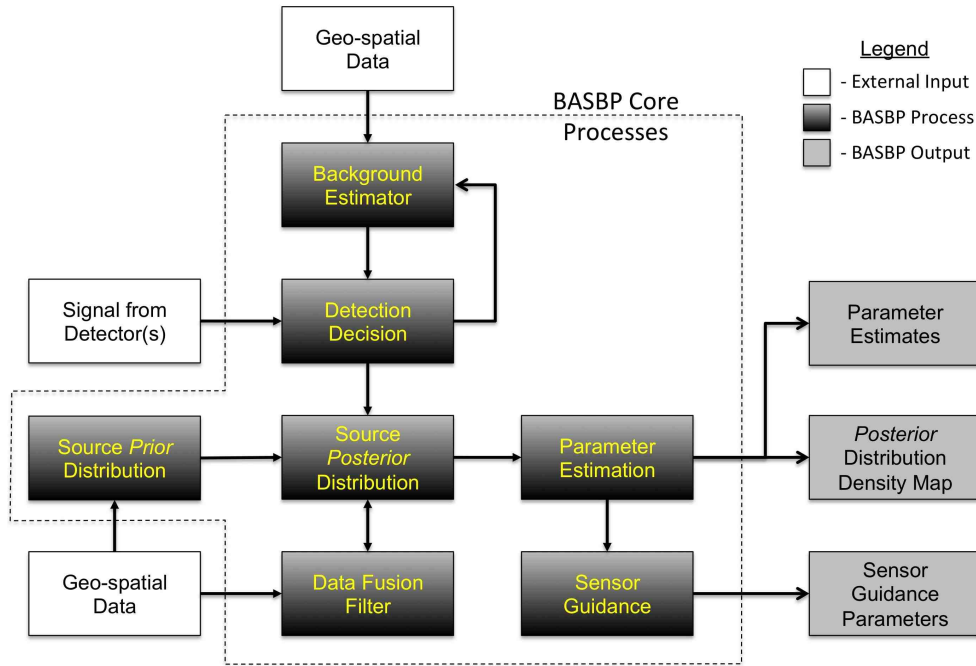 Geo-spatial
Data
Legend
- External Input
- BASBP Process
- BASBP Output
BASBP Core
Processes
Background
Estimator
Signal from
Detector(s)
Detection
Decision
Parameter
Estimates
Source Prior
Distribution
Source
Posterior
Distribution
Parameter
Estimation
Posterior
Distribution
Density Map
Geo-spatial
Data
Data Fusion
Filter
Sensor
Guidance
Sensor
Guidance
Parameters